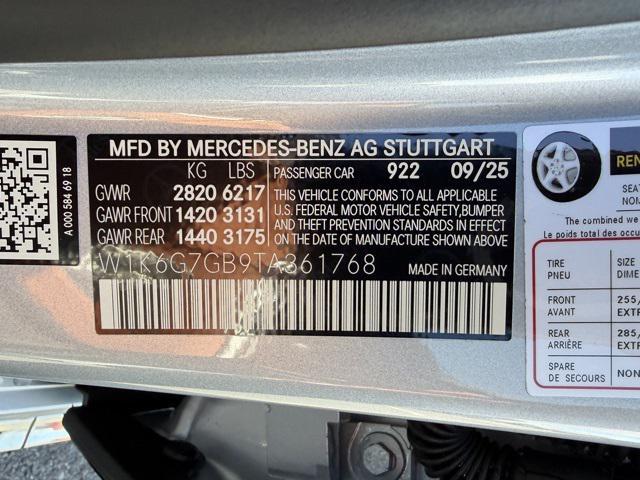 A 000 584 69 18
MFD BY MERCEDES-BENZ AG STUTTGART
KG LBS PASSENGER CAR 922 09/25
GVWR 2820 6217
GAWR FRONT 1420 3131
GAWR REAR 1440 3175
THIS VEHICLE CONFORMS TO ALL APPLICABLE
U.S. FEDERAL MOTOR VEHICLE SAFETY,BUMPER
AND THEFT PREVENTION STANDARDS IN EFFECT
ON THE DATE OF MANUFACTURE SHOWN ABOVE.
W1K6G7GB9TA361768 MADE IN GERMANY
The combined we
Le poids total des occ
TIRE SIZE
PNEU DIME
FRONT 255/
AVANT EXTR
REAR 285/
ARRIÈRE EXTR
SPARE NON
DE SECOURS